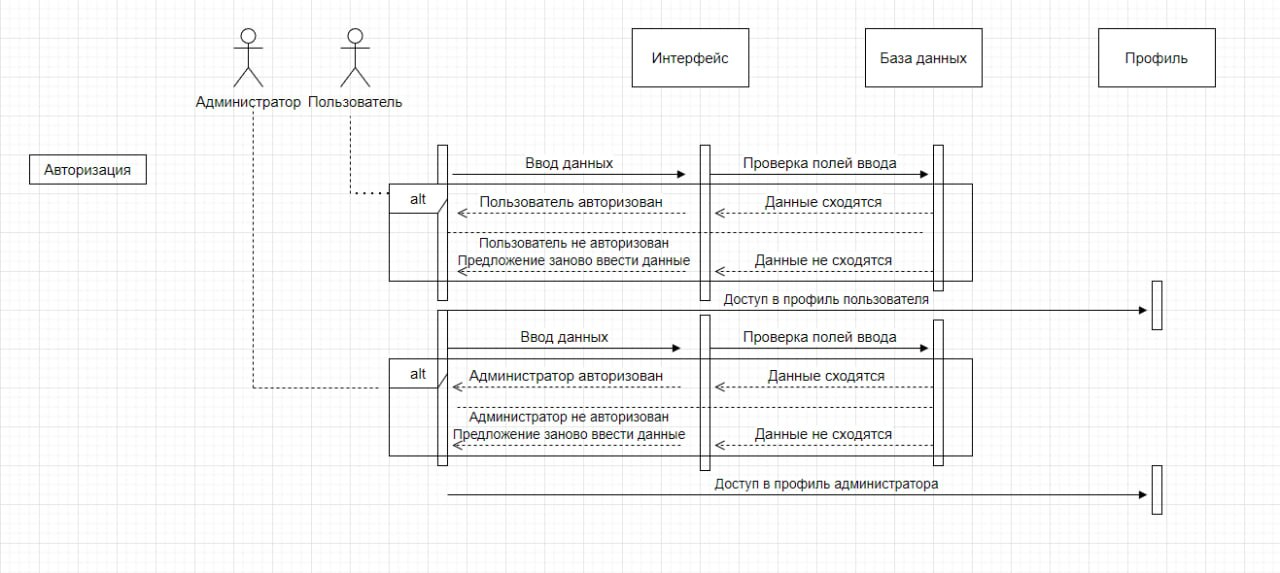 Интерфейс
База данных
Профиль
Администратор
Пользователь
Авторизация
Ввод данных
Проверка полей ввода
alt
Пользователь авторизован
Данные сходятся
Пользователь не авторизован
Предложение заново ввести данные
Данные не сходятся
Доступ в профиль пользователя
Ввод данных
Проверка полей ввода
alt
Администратор авторизован
Данные сходятся
Администратор не авторизован
Предложение заново ввести данные
Данные не сходятся
Доступ в профиль администратора